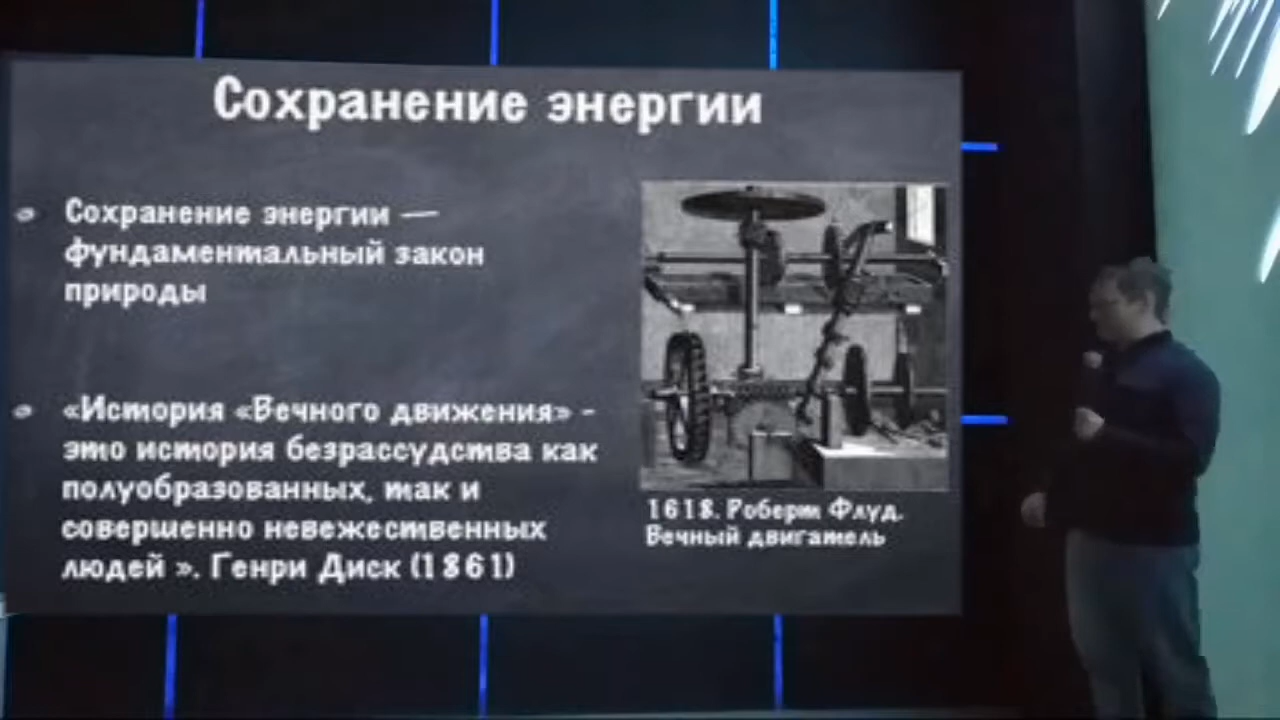 Сохранение энергии
Сохранение энергии —
фундаментальный закон
природы
«История «Вечного движения» -
это история безрассудства как
полуобразованных, так и
совершенно невежественных
людей ». Генри Диск (1861)
1618. Роберт Флуд.
Вечный двигатель